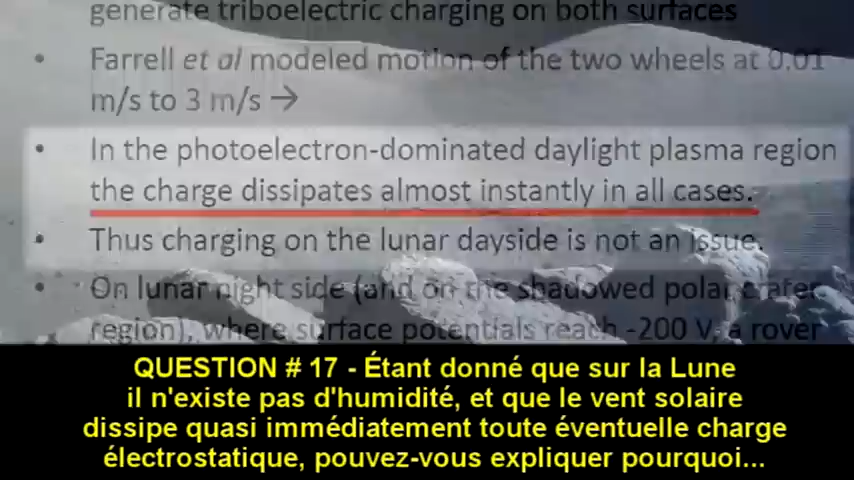 generate triboelectric charging on both surfaces
• Farrell et al modeled motion of the two wheels at 0.01
m/s to 3 m/s →
• In the photoelectron-dominated daylight plasma region
the charge dissipates almost instantly in all cases.
• Thus charging on the lunar dayside is not an issue.
• On lunar night side (and on the shadowed polar crater
region), where surface potentials reach -200 V, a rover
QUESTION # 17 - Étant donné que sur la Lune
il n'existe pas d'humidité, et que le vent solaire
dissipe quasi immédiatement toute éventuelle charge
électrostatique, pouvez-vous expliquer pourquoi...